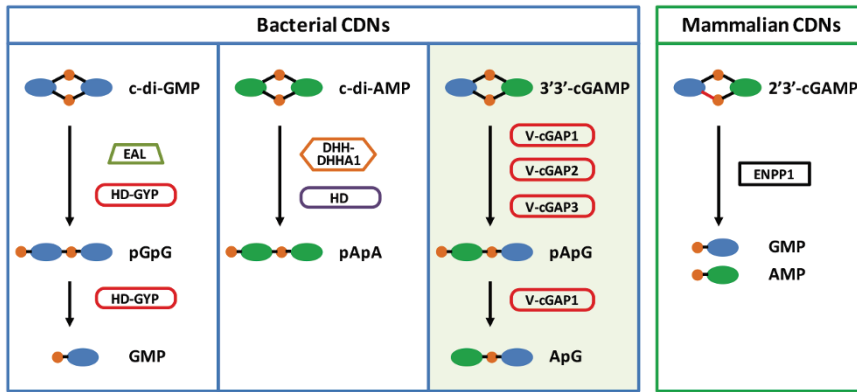 Bacterial CDNs
c-di-GMP
EAL
HD-GYP
pGpG
HD-GYP
GMP
c-di-AMP
DHH-
DHHA1
HD
pApA
3’3’-cGAMP
V-cGAP1
V-cGAP2
V-cGAP3
pApG
V-cGAP1
ApG
Mammalian CDNs
2’3’-cGAMP
ENPP1
GMP
AMP